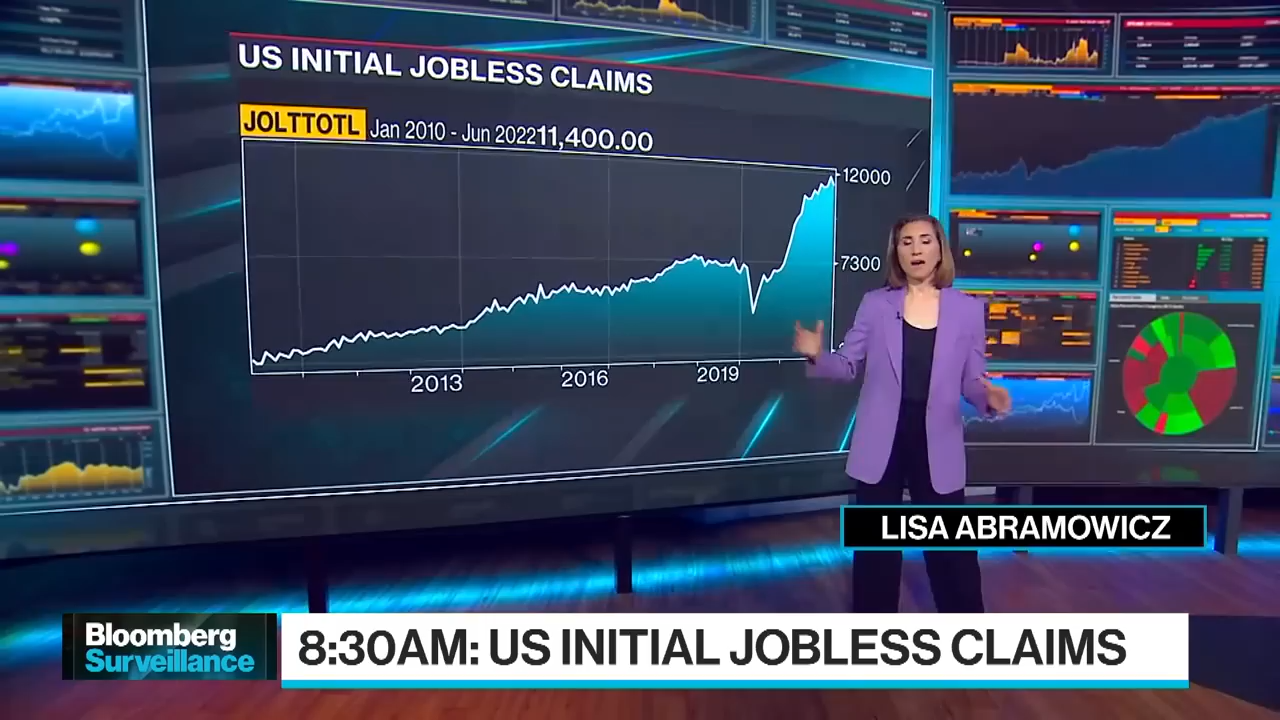 US INITIAL JOBLESS CLAIMS
JOLTTOTL Jan 2010 - Jun 2022 11,400.00
12000
7300
2013 2016 2019
LISA ABRAMOWICZ
Bloomberg
Surveillance
8:30AM: US INITIAL JOBLESS CLAIMS